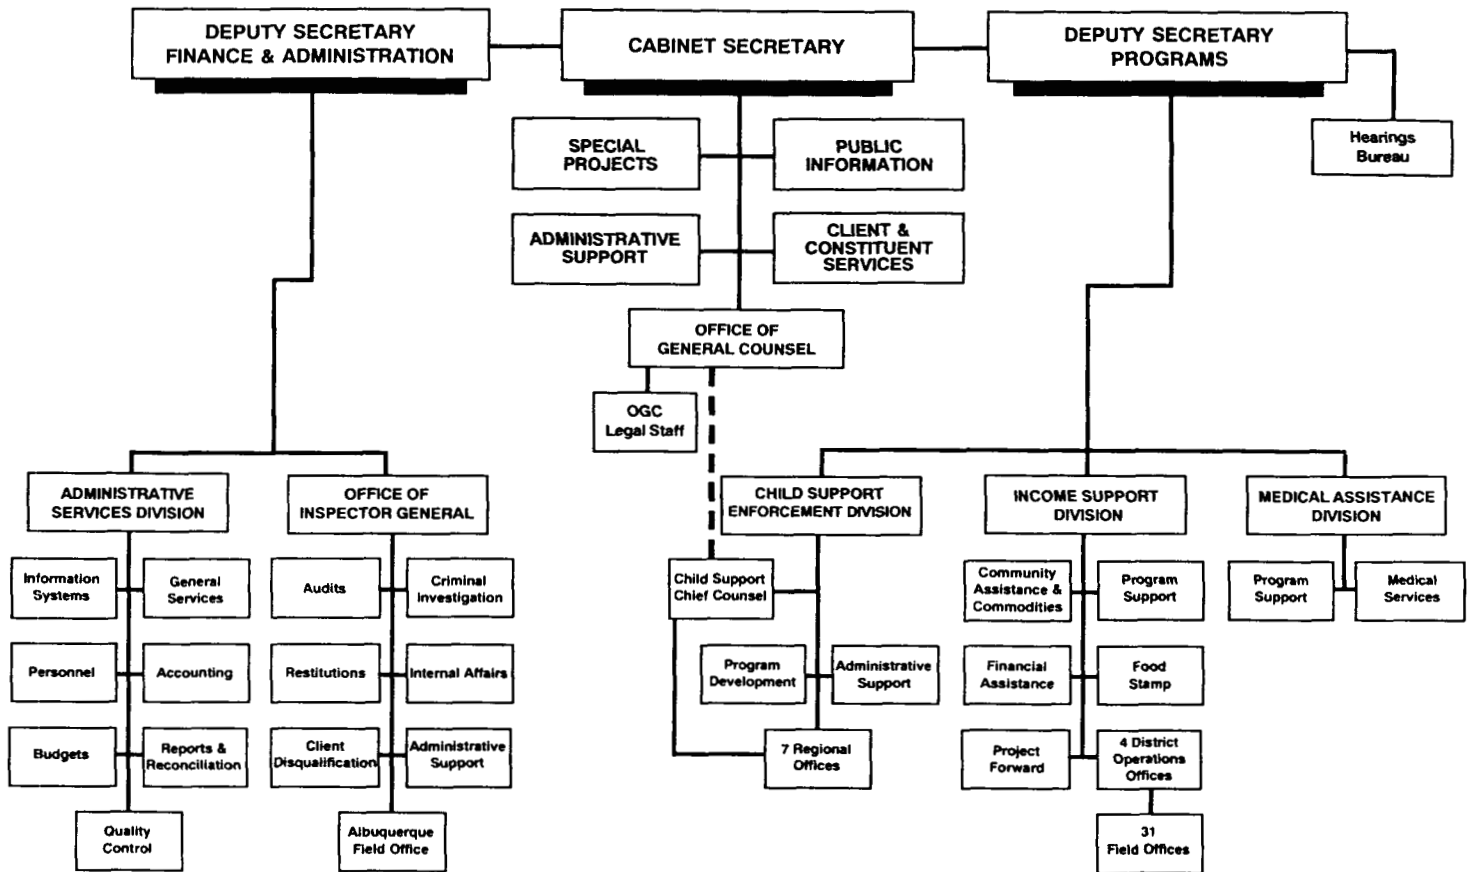 DEPUTY SECRETARY
FINANCE & ADMINISTRATION
CABINET SECRETARY
DEPUTY SECRETARY
PROGRAMS
Hearings
Bureau
SPECIAL
PROJECTS
PUBLIC
INFORMATION
ADMINISTRATIVE
SUPPORT
CLIENT &
CONSTITUENT
SERVICES
OFFICE OF
GENERAL COUNSEL
OGC
Legal Staff
ADMINISTRATIVE
SERVICES DIVISION
OFFICE OF
INSPECTOR GENERAL
CHILD SUPPORT
ENFORCEMENT DIVISION
INCOME SUPPORT
DIVISION
MEDICAL ASSISTANCE
DIVISION
Information
Systems
General
Services
Audits
Criminal
Investigation
Child Support
Chief Counsel
Community
Assistance &
Commodities
Program
Support
Program
Support
Medical
Services
Personnel
Accounting
Restitutions
Internal Affairs
Program
Development
Administrative
Support
Financial
Assistance
Food
Stamp
Budgets
Reports &
Reconciliation
Client
Disqualification
Administrative
Support
7 Regional
Offices
Project
Forward
4 District
Operations
Offices
Quality
Control
Albuquerque
Field Office
31
Field Offices